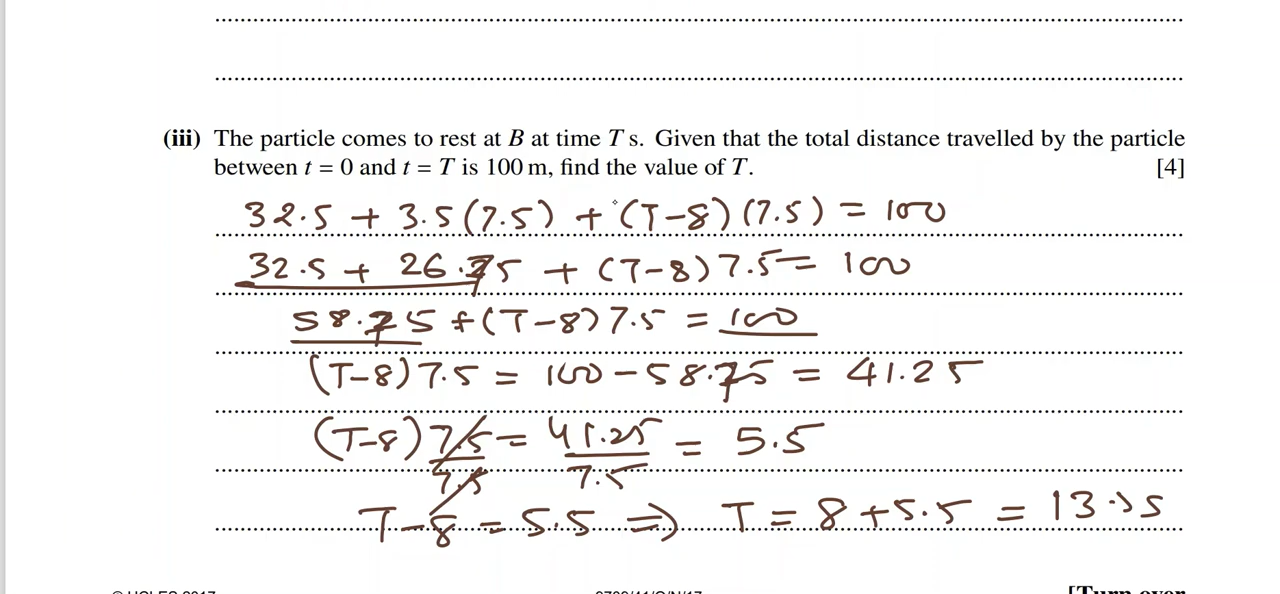 (iii) The particle comes to rest at B at time T s. Given that the total distance travelled by the particle
between t = 0 and t = T is 100 m, find the value of T. [4]
32.5 + 3.5(7.5) + (T-8)(7.5) = 100
32.5 + 26.25 + (T-8)7.5 = 100
58.75 + (T-8)7.5 = 100
(T-8)7.5 = 100 - 58.75 = 41.25
(T-8)7.5/7.5 = 41.25/7.5 = 5.5
T-8 = 5.5 ⇒ T = 8+5.5 = 13.5s
[Turn over